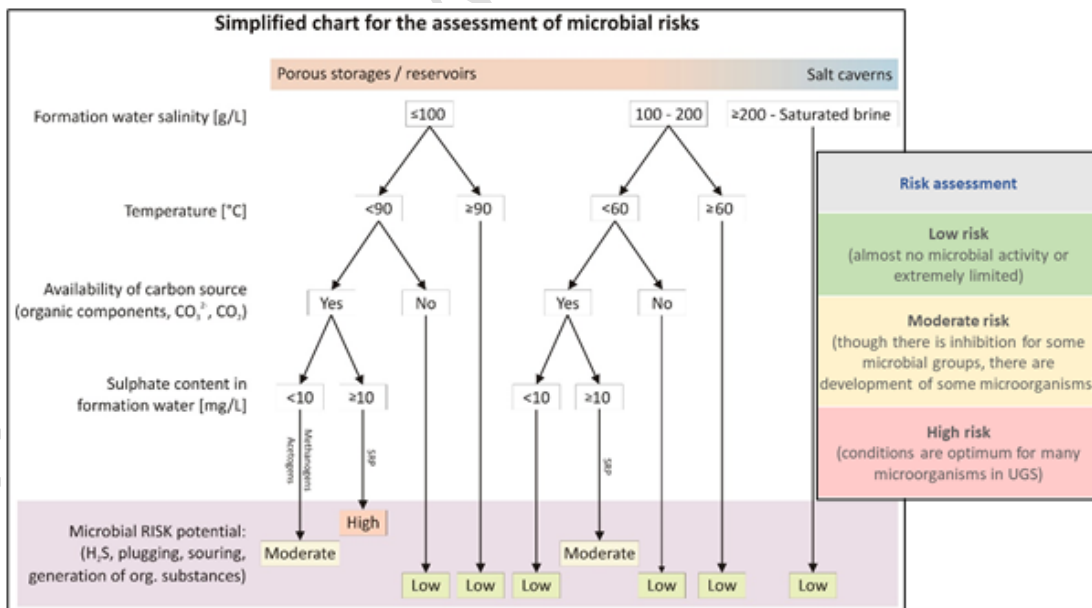 Simplified chart for the assessment of microbial risks
Porous storages / reservoirs
Salt caverns
Formation water salinity [g/L]
≤100
100 - 200
≥200 - Saturated brine
Temperature [°C]
<90
≥90
<60
≥60
Availability of carbon source
(organic components, CO₃²⁻, CO₂)
Yes
No
Yes
No
Sulphate content in
formation water [mg/L]
<10
≥10
<10
≥10
Methanogens
Acetogens
SRP
SRP
Microbial RISK potential:
(H₂S, plugging, souring,
generation of org. substances)
High
Moderate
Moderate
Low
Low
Low
Low
Low
Low
Risk assessment
Low risk
(almost no microbial activity or
extremely limited)
Moderate risk
(though there is inhibition for some
microbial groups, there are
development of some microorganisms
High risk
(conditions are optimum for many
microorganisms in UGS)